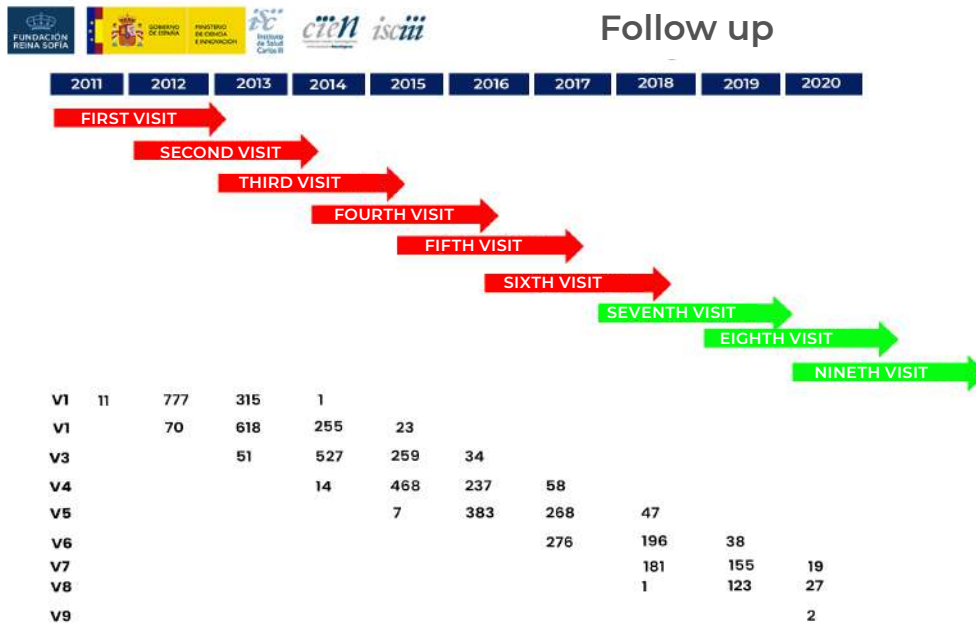 FUNDACIÓN
REINA SOFÍA
GOBIERNO
DE ESPAÑA
MINISTERIO
DE CIENCIA
E INNOVACIÓN
Instituto
de Salud
Carlos III
cien
isciii
Follow up
2011 2012 2013 2014 2015 2016 2017 2018 2019 2020
FIRST VISIT
SECOND VISIT
THIRD VISIT
FOURTH VISIT
FIFTH VISIT
SIXTH VISIT
SEVENTH VISIT
EIGHTH VISIT
NINETH VISIT
V1 11 777 315 1
V1 70 618 255 23
V3 51 527 259 34
V4 14 468 237 58
V5 7 383 268 47
V6 276 196 38
V7 181 155 19
V8 1 123 27
V9 2